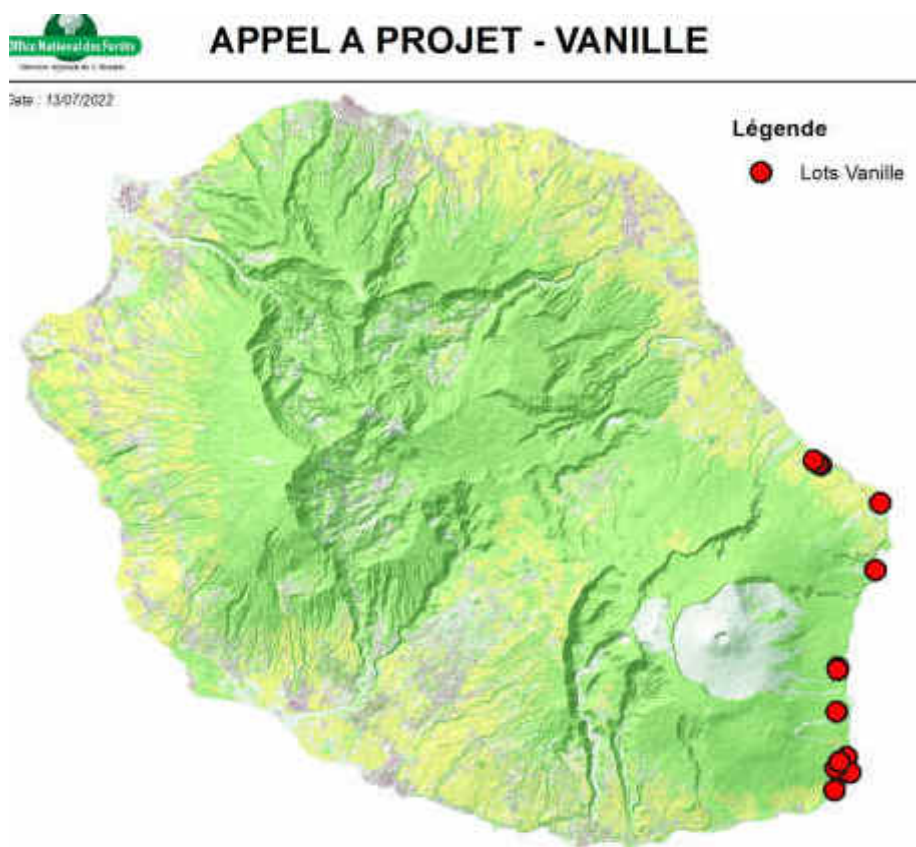 APPEL A PROJET - VANILLE
Office National des Forêts
Date : 13/07/2022
Légende
Lots Vanille